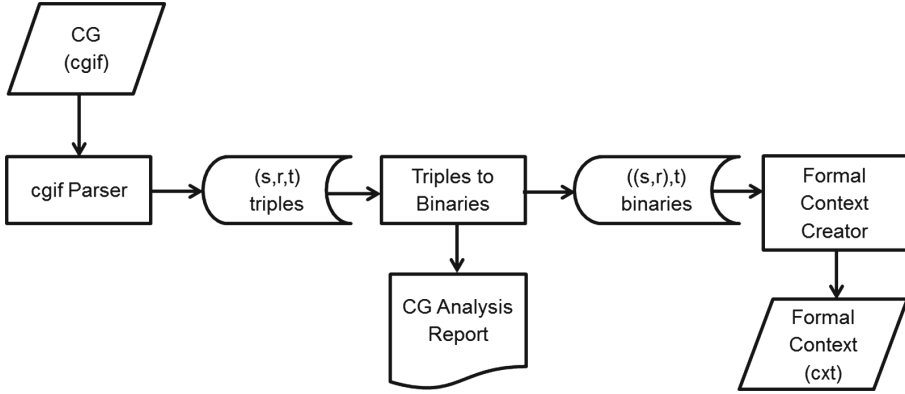 CG
(cgif)
cgif Parser
(s,r,t)
triples
Triples to
Binaries
((s,r),t)
binaries
Formal
Context
Creator
CG Analysis
Report
Formal
Context
(cxt)